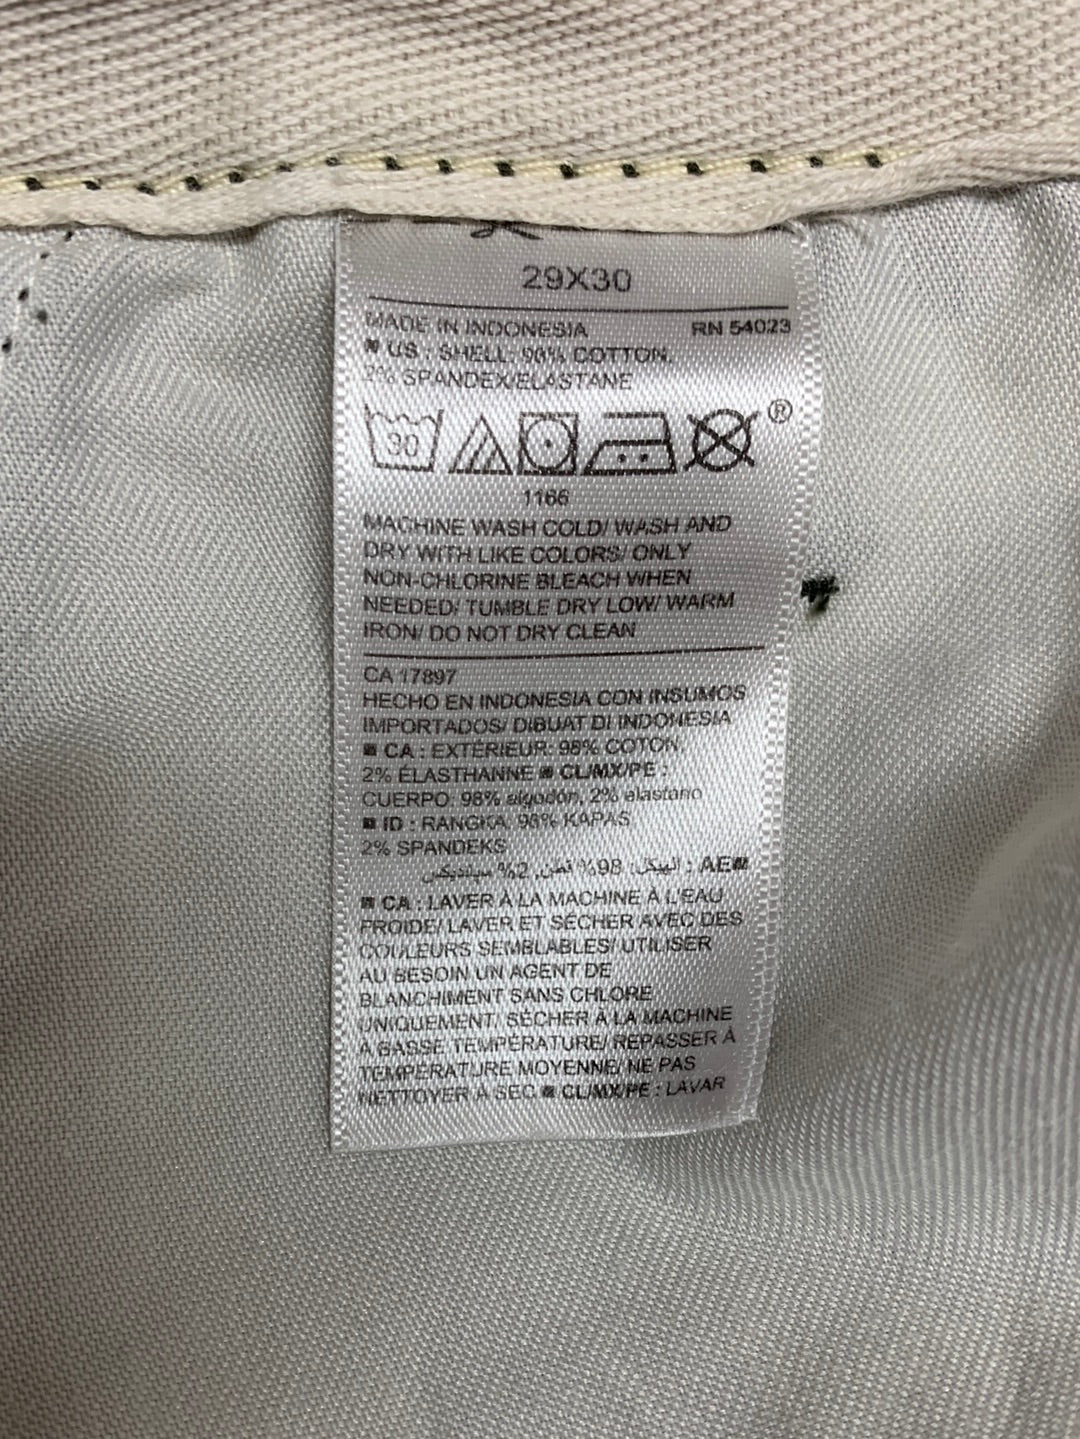 29X30
MADE IN INDONESIA RN 54023
US : SHELL: 98% COTTON,
2% SPANDEX/ELASTANE
30
®
1166
MACHINE WASH COLD/ WASH AND
DRY WITH LIKE COLORS/ ONLY
NON-CHLORINE BLEACH WHEN
NEEDED/ TUMBLE DRY LOW/ WARM
IRON/ DO NOT DRY CLEAN
CA 17897
HECHO EN INDONESIA CON INSUMOS
IMPORTADOS/ DIBUAT DI INDONESIA
■ CA : EXTÉRIEUR: 98% COTON,
2% ÉLASTHANNE ■ CL/MX/PE :
CUERPO: 98% algodón, 2% elastano
■ ID : RANGKA: 98% KAPAS
2% SPANDEKS
■AE : الهيكل: 98% قطن, 2% سبانديكس
■ CA : LAVER À LA MACHINE À L'EAU
FROIDE/ LAVER ET SÉCHER AVEC DES
COULEURS SEMBLABLES/ UTILISER
AU BESOIN UN AGENT DE
BLANCHIMENT SANS CHLORE
UNIQUEMENT, SÉCHER À LA MACHINE
À BASSE TEMPÉRATURE/ REPASSER À
TEMPÉRATURE MOYENNE/ NE PAS
NETTOYER À SEC ■ CL/MX/PE : LAVAR